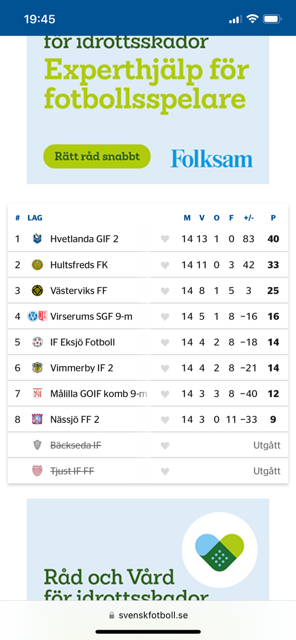 19:45
för idrottsskador
Experthjälp för
fotbollsspelare
Rätt råd snabbt
Folksam
# LAG M V O F +/- P
1 Hvetlanda GIF 2 14 13 1 0 83 40
2 Hultsfreds FK 14 11 0 3 42 33
3 Västerviks FF 14 8 1 5 3 25
4 Virserums SGF 9-m 14 5 1 8 −16 16
5 IF Eksjö Fotboll 14 4 2 8 −18 14
6 Vimmerby IF 2 14 4 2 8 −21 14
7 Målilla GOIF komb 9-m 14 3 3 8 −40 12
8 Nässjö FF 2 14 3 0 11 −33 9
Bäckseda IF Utgått
Tjust IF FF Utgått
Råd och Vård
för idrottsskador
svenskfotboll.se